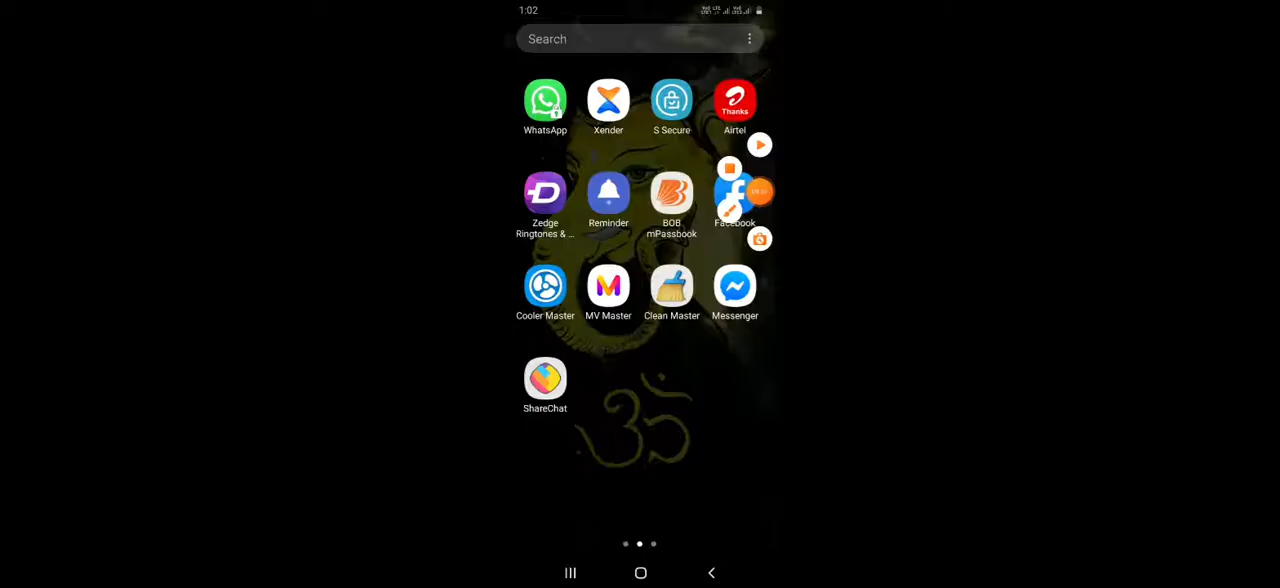 1:02
Search
WhatsApp
Xender
S Secure
Thanks
Airtel
Zedge
Ringtones & ...
Reminder
BOB
mPassbook
Facebook
Cooler Master
MV Master
Clean Master
Messenger
ShareChat
ॐ